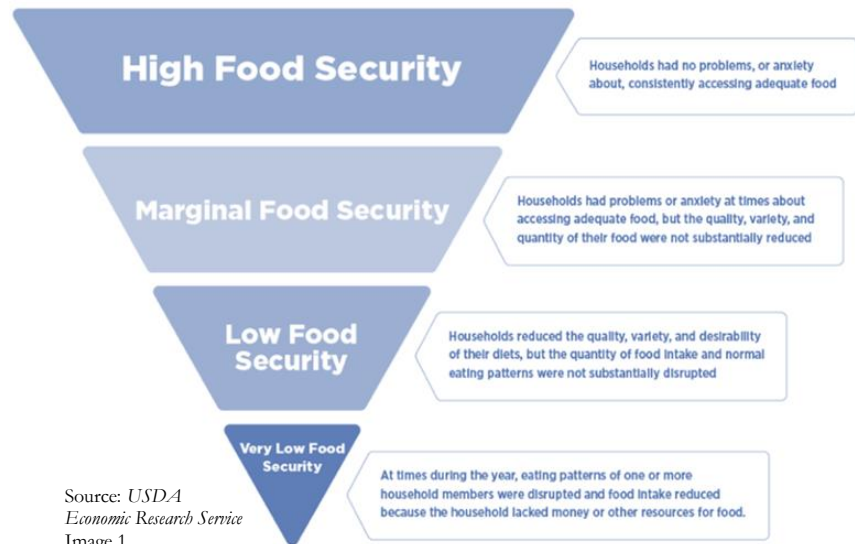 High Food Security
Households had no problems, or anxiety
about, consistently accessing adequate food
Marginal Food Security
Households had problems or anxiety at times about
accessing adequate food, but the quality, variety, and
quantity of their food were not substantially reduced
Low Food
Security
Households reduced the quality, variety, and desirability
of their diets, but the quantity of food intake and normal
eating patterns were not substantially disrupted
Very Low Food
Security
At times during the year, eating patterns of one or more
household members were disrupted and food intake reduced
because the household lacked money or other resources for food.
Source: USDA
Economic Research Service
Image 1